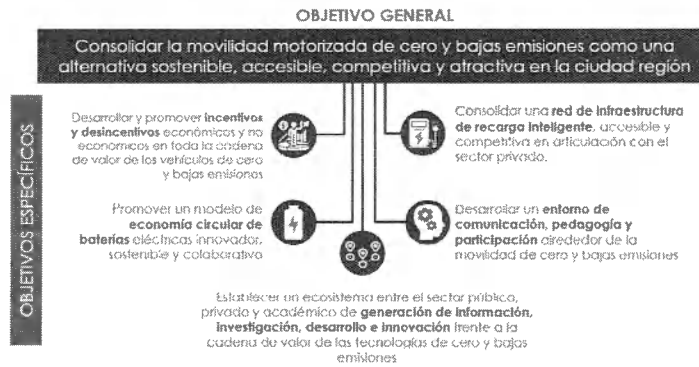 OBJETIVO GENERAL
Consolidar la movilidad motorizada de cero y bajas emisiones como una
alternativa sostenible, accesible, competitiva y atractiva en la ciudad región
OBJETIVOS ESPECÍFICOS
Desarrollar y promover incentivos
y desincentivos económicos y no
económicos en toda la cadena
de valor de los vehículos de cero
y bajas emisiones
Consolidar una red de infraestructura
de recarga inteligente, accesible y
competitiva en articulación con el
sector privado.
Promover un modelo de
economía circular de
baterías eléctricas innovador,
sostenible y colaborativo
Desarrollar un entorno de
comunicación, pedagogía y
participación alrededor de la
movilidad de cero y bajas emisiones
Establecer un ecosistema entre el sector público,
privado y académico de generación de información,
investigación, desarrollo e innovación frente a la
cadena de valor de las tecnologías de cero y bajas
emisiones